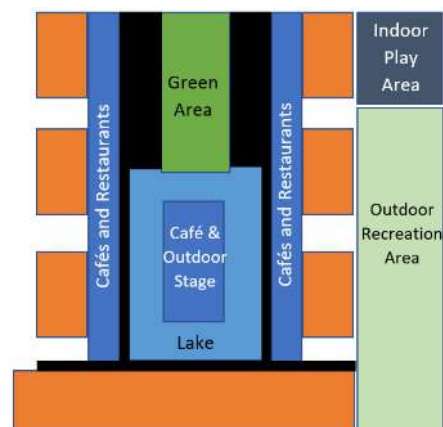 Indoor
Play
Area
Green
Area
Cafés and Restaurants
Cafés and Restaurants
Café &
Outdoor
Stage
Outdoor
Recreation
Area
Lake